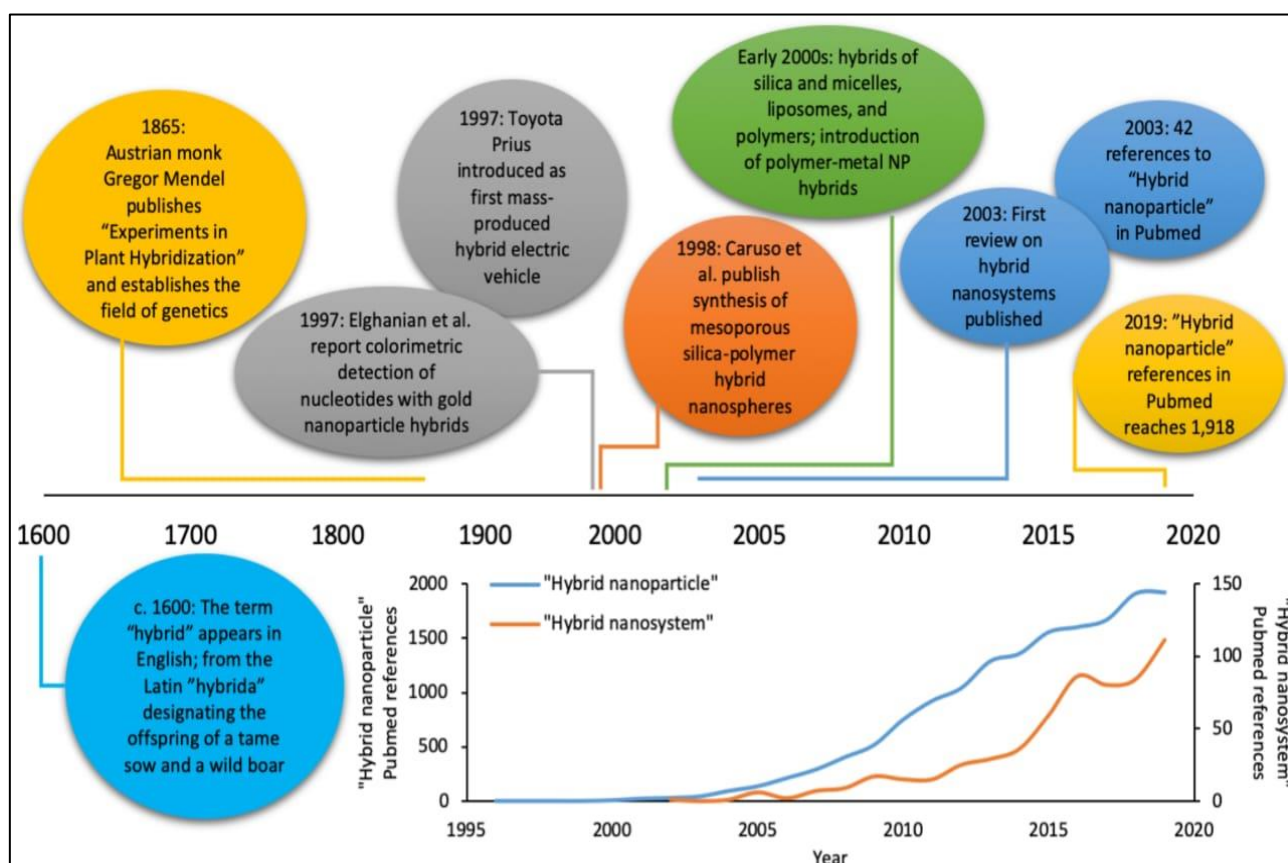 1865:
Austrian monk
Gregor Mendel
publishes
“Experiments in
Plant Hybridization”
and establishes the
field of genetics
1997: Toyota
Prius
introduced as
first mass-
produced
hybrid electric
vehicle
1997: Elghanian et al.
report colorimetric
detection of
nucleotides with gold
nanoparticle hybrids
Early 2000s: hybrids of
silica and micelles,
liposomes, and
polymers; introduction
of polymer-metal NP
hybrids
1998: Caruso
et al. publish
synthesis of
mesoporous
silica-polymer
hybrid
nanospheres
2003: First
review on
hybrid
nanosystems
published
2003: 42
references to
“Hybrid
nanoparticle”
in Pubmed
2019: ”Hybrid
nanoparticle”
references in
Pubmed
reaches 1,918
1600 1700 1800 1900 2000 2005 2010 2015 2020
c. 1600: The term
“hybrid” appears in
English; from the
Latin ”hybrida”
designating the
offspring of a tame
sow and a wild boar
"Hybrid nanoparticle"
Pubmed references
2000
1500
1000
500
0
"Hybrid nanoparticle"
"Hybrid nanosystem"
150
100
50
0
"Hybrid nanosystem"
Pubmed references
1995 2000 2005 2010 2015 2020
Year